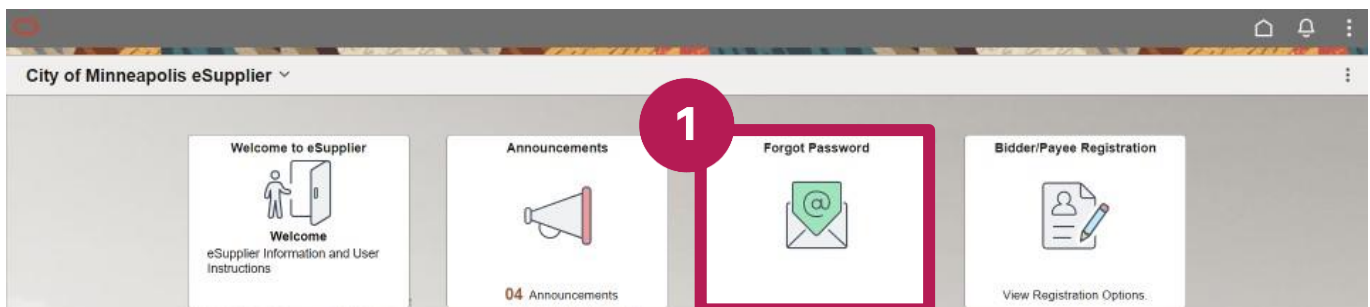 City of Minneapolis eSupplier
1
Welcome to eSupplier
Welcome
eSupplier Information and User
Instructions
Announcements
04 Announcements
Forgot Password
@
Bidder/Payee Registration
View Registration Options.